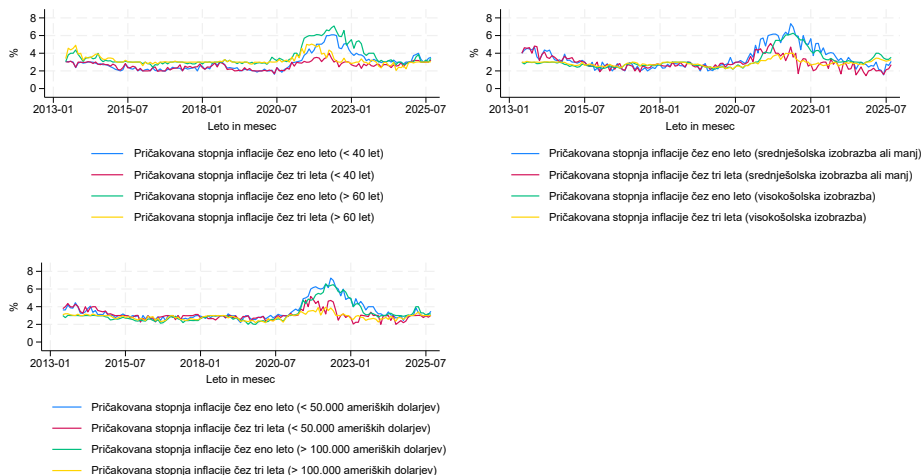 8
6
4
2
0
%
2013-01 2015-07 2018-01 2020-07 2023-01 2025-07
Leto in mesec
Pričakovana stopnja inflacije čez eno leto (< 40 let)
Pričakovana stopnja inflacije čez tri leta (< 40 let)
Pričakovana stopnja inflacije čez eno leto (> 60 let)
Pričakovana stopnja inflacije čez tri leta (> 60 let)
8
6
4
2
0
%
2013-01 2015-07 2018-01 2020-07 2023-01 2025-07
Leto in mesec
Pričakovana stopnja inflacije čez eno leto (srednješolska izobrazba ali manj)
Pričakovana stopnja inflacije čez tri leta (srednješolska izobrazba ali manj)
Pričakovana stopnja inflacije čez eno leto (visokošolska izobrazba)
Pričakovana stopnja inflacije čez tri leta (visokošolska izobrazba)
8
6
4
2
0
%
2013-01 2015-07 2018-01 2020-07 2023-01 2025-07
Leto in mesec
Pričakovana stopnja inflacije čez eno leto (< 50.000 ameriških dolarjev)
Pričakovana stopnja inflacije čez tri leta (< 50.000 ameriških dolarjev)
Pričakovana stopnja inflacije čez eno leto (> 100.000 ameriških dolarjev)
Pričakovana stopnja inflacije čez tri leta (> 100.000 ameriških dolarjev)